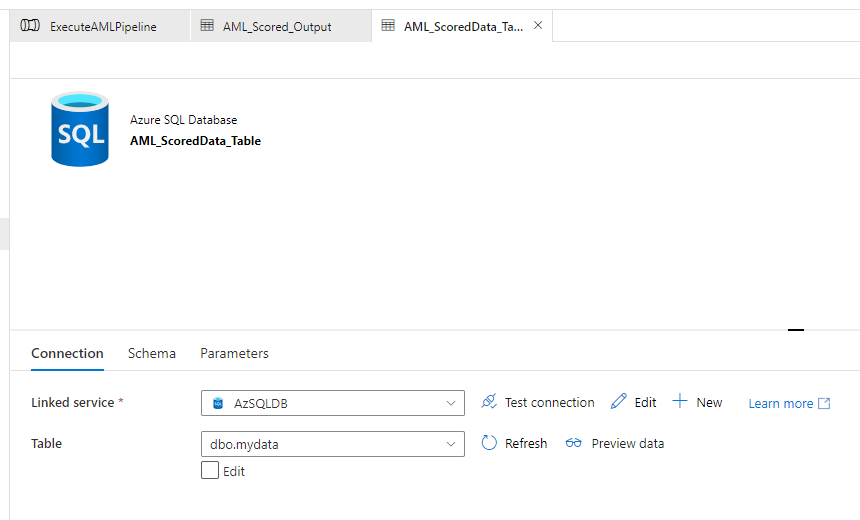 ExecuteAMLPipeline AML_Scored_Output AML_ScoredData_Ta...
SQL
Azure SQL Database
AML_ScoredData_Table
Connection Schema Parameters
Linked service * AzSQLDB Test connection Edit New Learn more
Table dbo.mydata Refresh Preview data
Edit